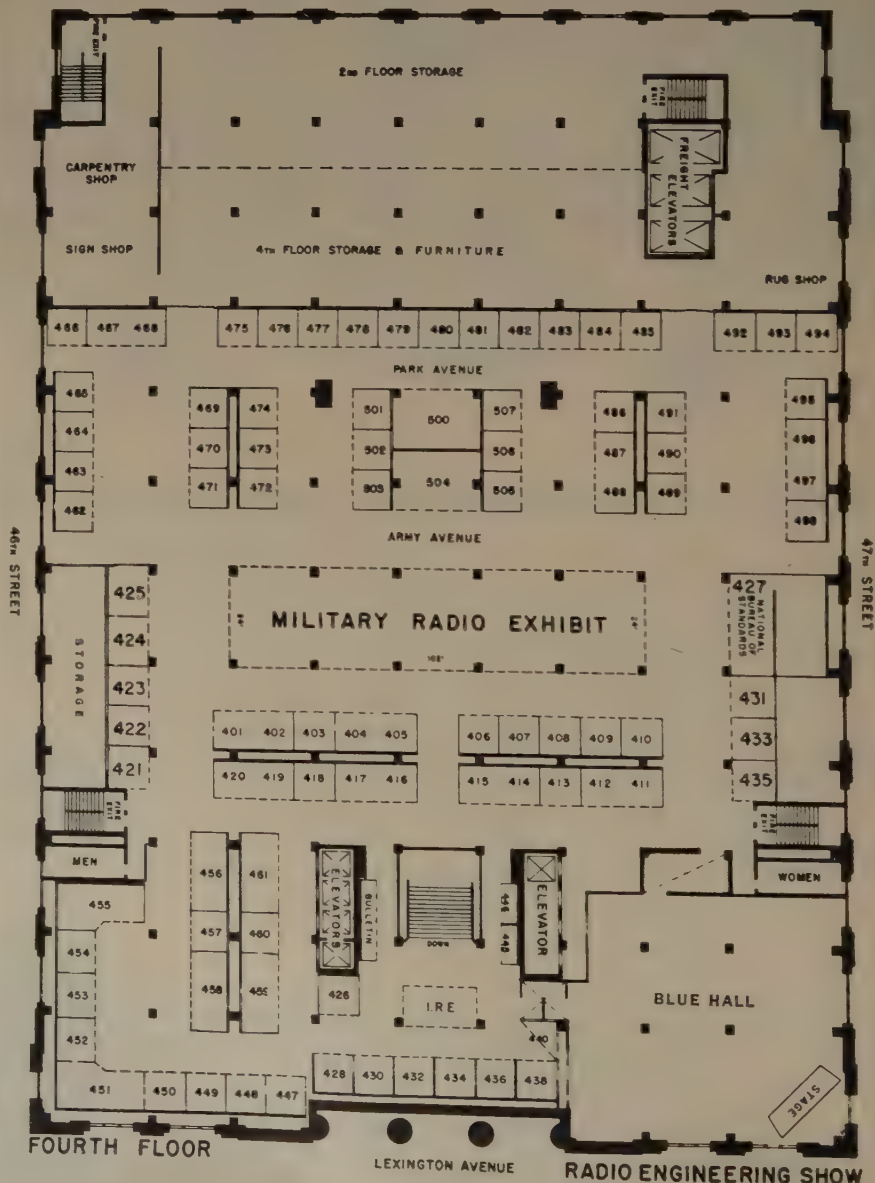 FIRE EXIT
2ND FLOOR STORAGE
FIRE EXIT
FREIGHT ELEVATORS
CARPENTRY
SHOP
SIGN SHOP
4TH FLOOR STORAGE & FURNITURE
RUG SHOP
466 467 468 475 476 477 478 479 480 481 482 483 484 485 492 493 494
PARK AVENUE
465 469 474 501 500 507 486 491 495
464 470 473 502 506 487 490 496
463 471 472 503 504 505 488 489 497
462 498
ARMY AVENUE
46TH STREET
47TH STREET
425 427
NATIONAL
BUREAU OF
STANDARDS
MILITARY RADIO EXHIBIT
424
STORAGE
423 431
422 401 402 403 404 405 406 407 408 409 410 433
421 420 419 418 417 416 415 414 413 412 411 435
FIRE EXIT
FIRE EXIT
MEN
WOMEN
456 461
ELEVATORS
BULLETIN
446
ELEVATOR
455
457 460
DOWN
454
453 458 459 426
I.R.E
BLUE HALL
452
440
428 430 432 434 436 438
451 450 449 448 447
STAGE
FOURTH FLOOR
LEXINGTON AVENUE
RADIO ENGINEERING SHOW